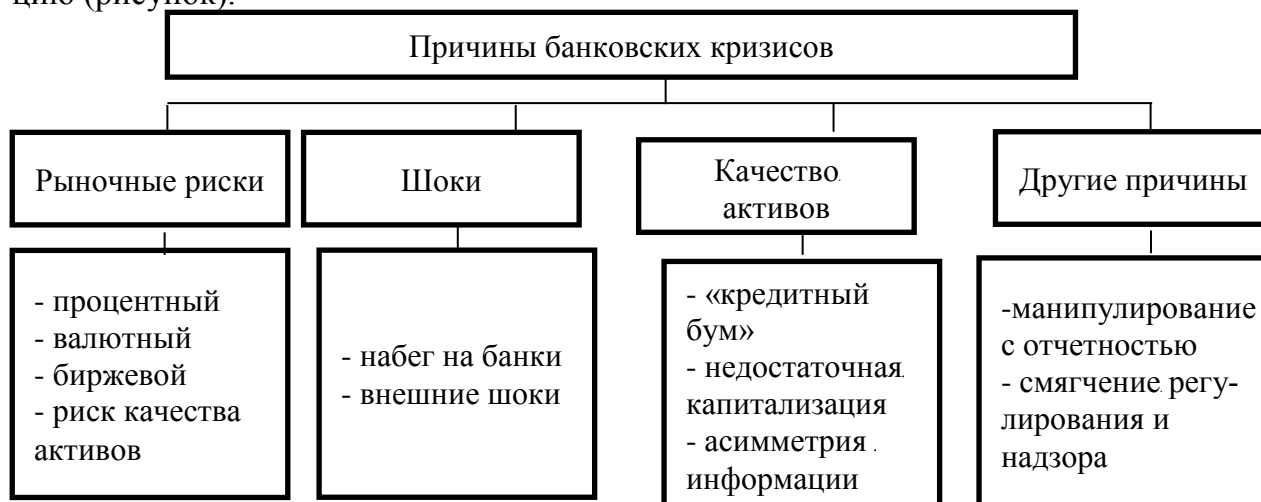 цию (рисунок).
Причины банковских кризисов
Рыночные риски
Шоки
Качество
активов
Другие причины
- процентный
- валютный
- биржевой
- риск качества
активов
- набег на банки
- внешние шоки
- «кредитный
бум»
- недостаточная
капитализация
- асимметрия
информации
-манипулирование
с отчетностью
- смягчение регу-
лирования и
надзора